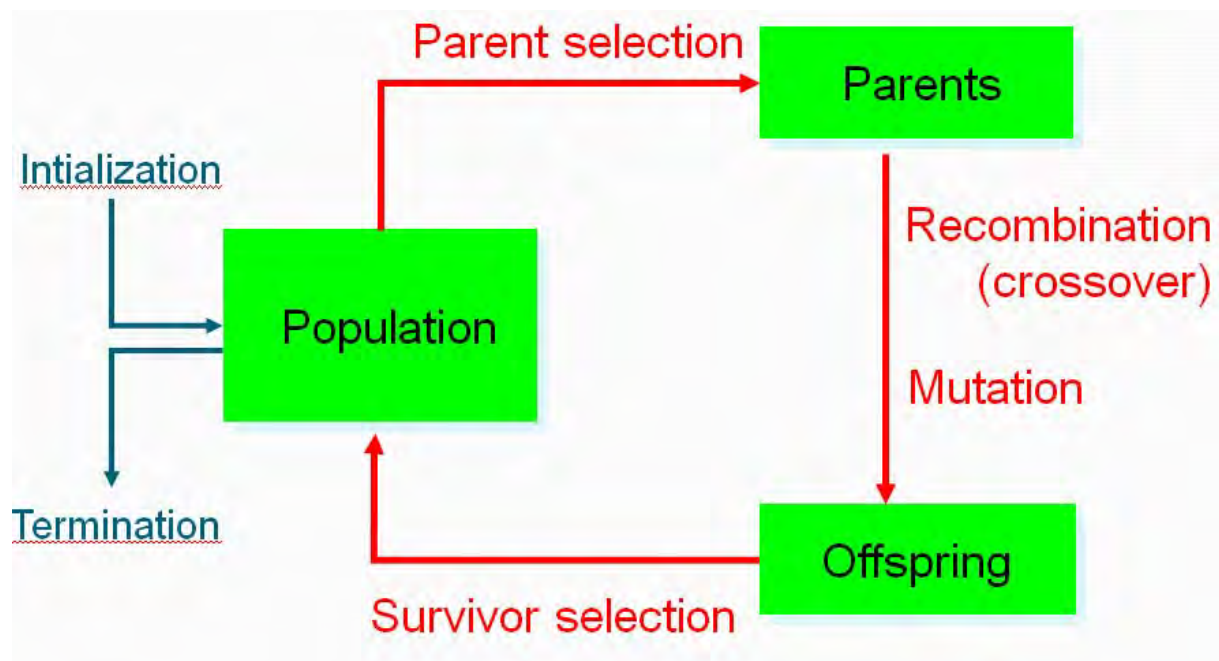 Parent selection
Parents
Intialization
Recombination
(crossover)
Population
Mutation
Termination
Offspring
Survivor selection